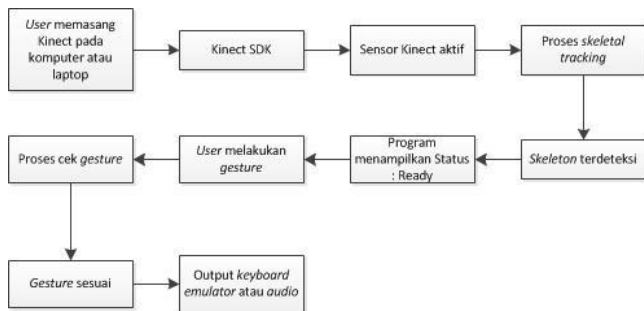 User memasang
Kinect pada
komputer atau
laptop
Kinect SDK
Sensor Kinect aktif
Proses skeletal
tracking
Skeleton terdeteksi
Program
menampilkan Status
: Ready
User melakukan
gesture
Proses cek gesture
Gesture sesuai
Output keyboard
emulator atau audio